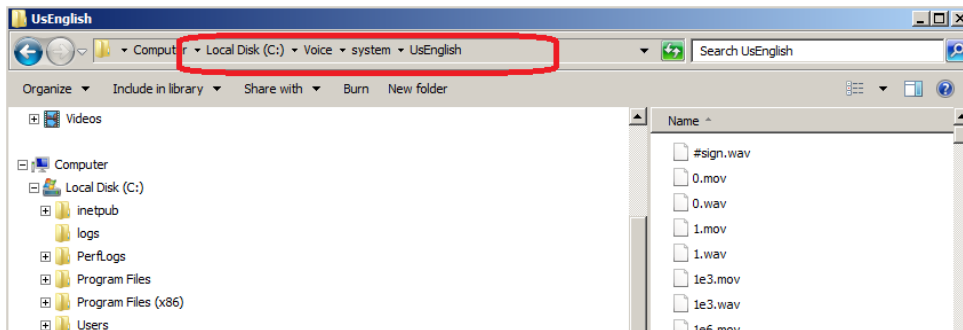 UsEnglish
Computer Local Disk (C:) Voice system UsEnglish
Search UsEnglish
Organize Include in library Share with Burn New folder
Videos
Computer
Local Disk (C:)
inetpub
logs
PerfLogs
Program Files
Program Files (x86)
Users
Name
#sign.wav
0.mov
0.wav
1.mov
1.wav
1e3.mov
1e3.wav
1e6.mov